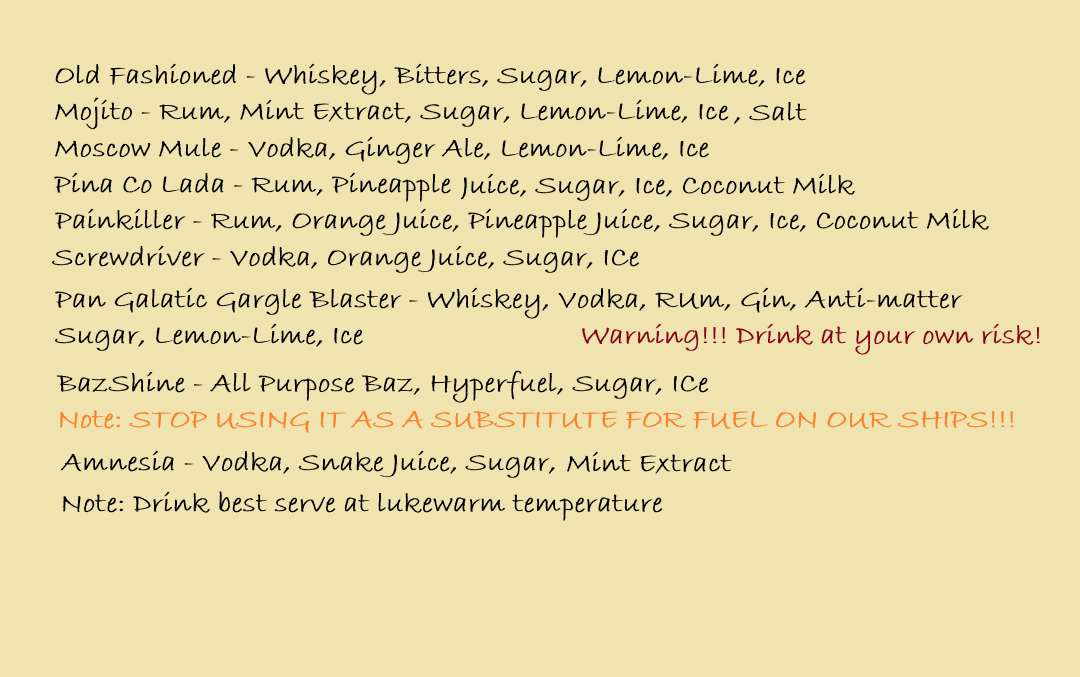 Old Fashioned - Whiskey, Bitters, Sugar, Lemon-Lime, Ice
Mojito - Rum, Mint Extract, Sugar, Lemon-Lime, Ice , Salt
Moscow Mule - Vodka, Ginger Ale, Lemon-Lime, Ice
Pina Co Lada - Rum, Pineapple Juice, Sugar, Ice, Coconut Milk
Painkiller - Rum, Orange Juice, Pineapple Juice, Sugar, Ice, Coconut Milk
Screwdriver - Vodka, Orange Juice, Sugar, ICe
Pan Galatic Gargle Blaster - Whiskey, Vodka, RUm, Gin, Anti-matter
Sugar, Lemon-Lime, Ice Warning!!! Drink at your own risk!
BazShine - All Purpose Baz, Hyperfuel, Sugar, ICe
Note: STOP USING IT AS A SUBSTITUTE FOR FUEL ON OUR SHIPS!!!
Amnesia - Vodka, Snake Juice, Sugar, Mint Extract
Note: Drink best serve at lukewarm temperature